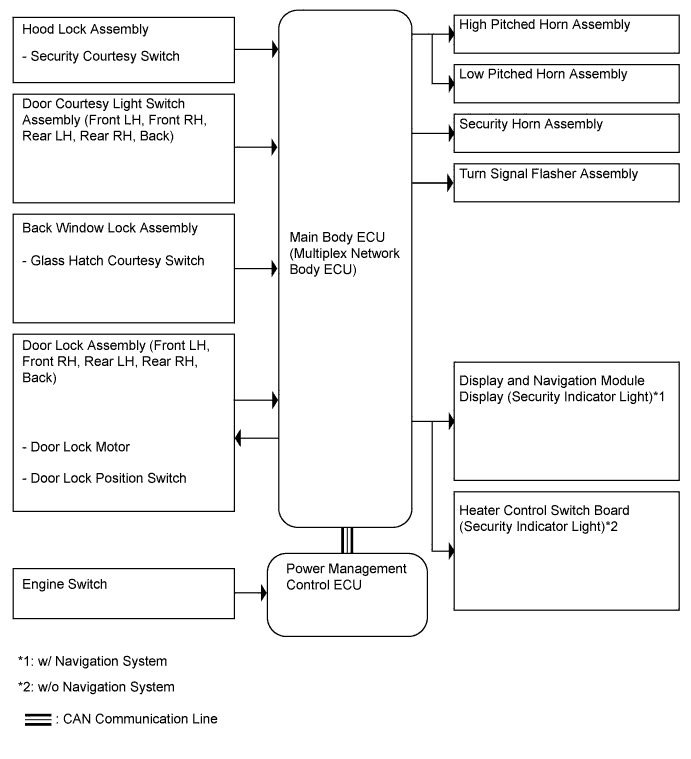 Hood Lock Assembly
- Security Courtesy Switch
Door Courtesy Light Switch
Assembly (Front LH, Front RH,
Rear LH, Rear RH, Back)
Back Window Lock Assembly
- Glass Hatch Courtesy Switch
Door Lock Assembly (Front LH,
Front RH, Rear LH, Rear RH,
Back)
- Door Lock Motor
- Door Lock Position Switch
Engine Switch
Main Body ECU
(Multiplex Network
Body ECU)
Power Management
Control ECU
High Pitched Horn Assembly
Low Pitched Horn Assembly
Security Horn Assembly
Turn Signal Flasher Assembly
Display and Navigation Module
Display (Security Indicator Light)*1
Heater Control Switch Board
(Security Indicator Light)*2
*1: w/ Navigation System
*2: w/o Navigation System
: CAN Communication Line